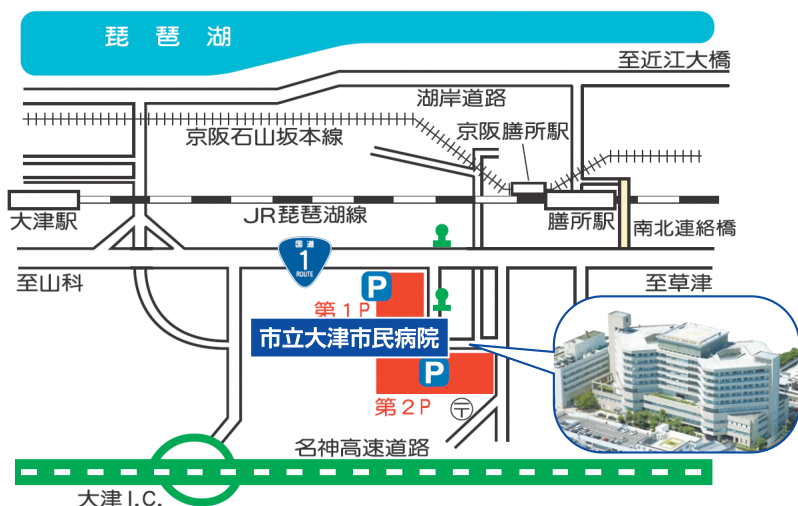 琵琶湖
至近江大橋
湖岸道路
京阪膳所駅
京阪石山坂本線
大津駅
JR琵琶湖線
膳所駅
南北連絡橋
国道
1
ROUTE
至山科
至草津
P
第1P
市立大津市民病院
P
第2P
〒
名神高速道路
大津I.C.